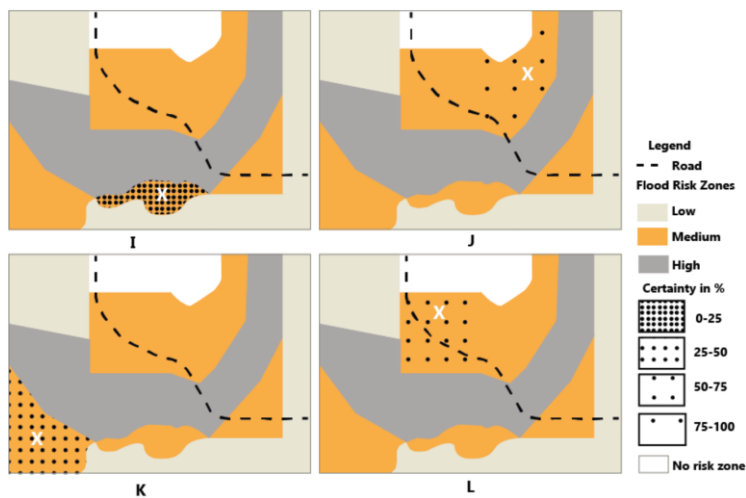 X
X
I
J
X
X
K
L
Legend
Road
Flood Risk Zones
Low
Medium
High
Certainty in %
0-25
25-50
50-75
75-100
No risk zone